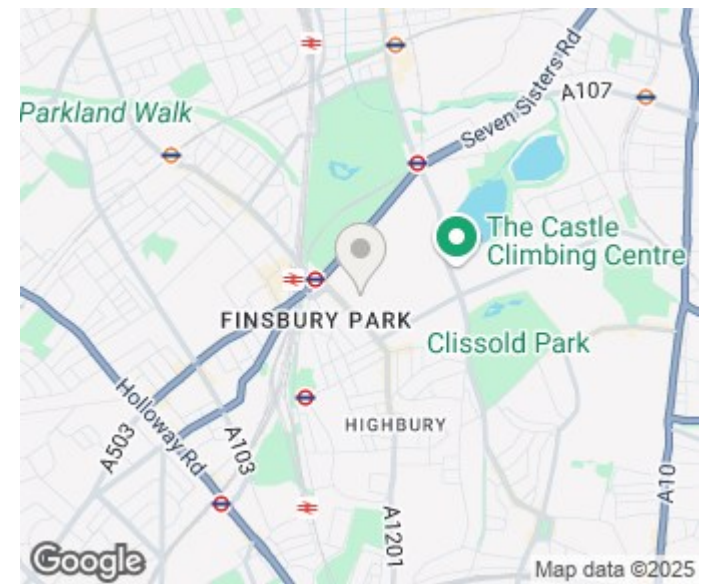 Parkland Walk
Seven Sisters Rd
A107
The Castle
Climbing Centre
FINSBURY PARK
Clissold Park
HIGHBURY
Holloway Rd
A503
A103
A1201
A10
Google
Map data ©2025